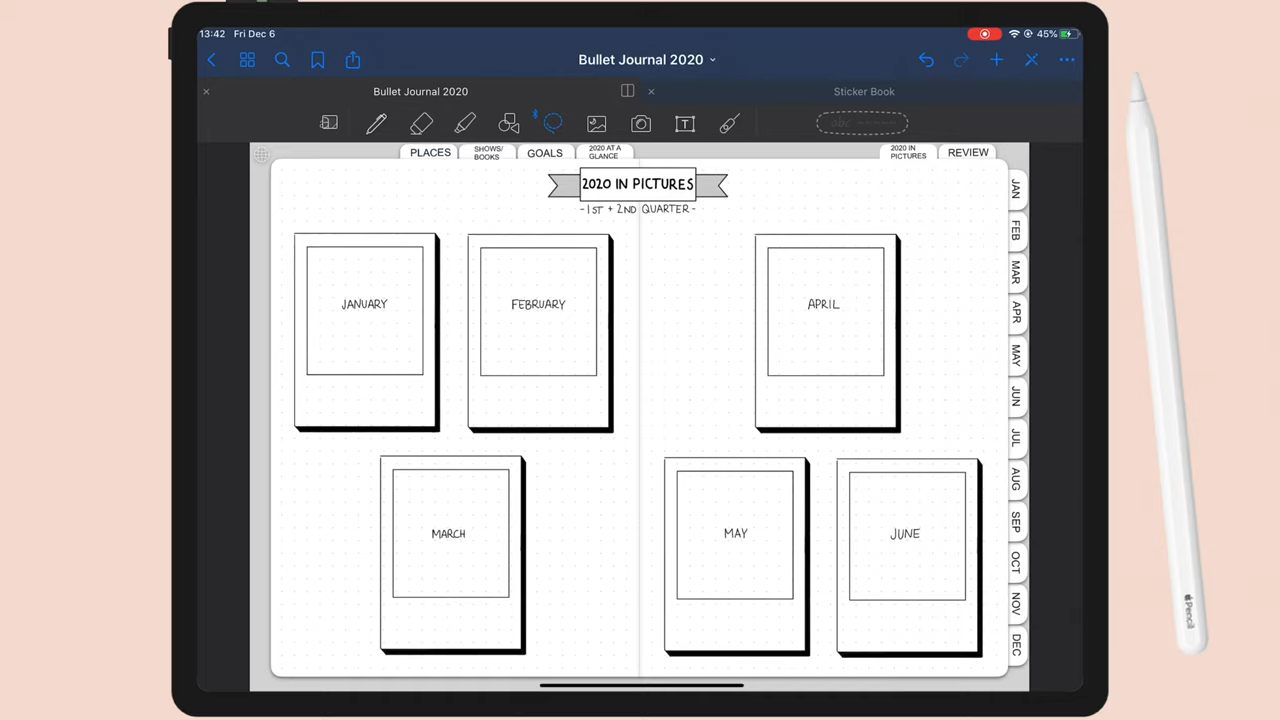 13:42 Fri Dec 6
45%
Bullet Journal 2020
Bullet Journal 2020
Sticker Book
PLACES
SHOWS/
BOOKS
GOALS
2020 AT A
GLANCE
2020 IN
PICTURES
REVIEW
2020 IN PICTURES
-1ST + 2ND QUARTER-
JANUARY
FEBRUARY
APRIL
MARCH
MAY
JUNE
JAN
FEB
MAR
APR
MAY
JUN
JUL
AUG
SEP
OCT
NOV
DEC
Pencil